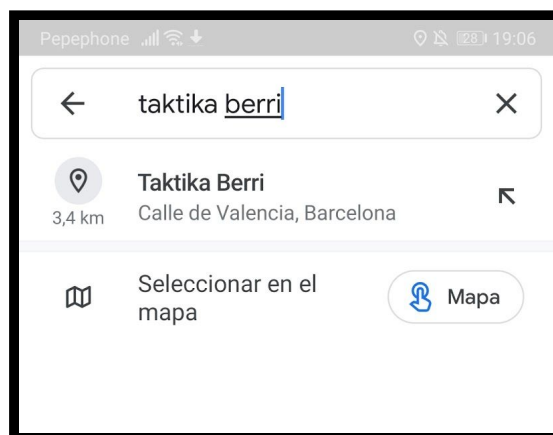 Pepephone 28 19:06
taktika berri
Taktika Berri
3,4 km Calle de Valencia, Barcelona
Seleccionar en el
mapa
Mapa